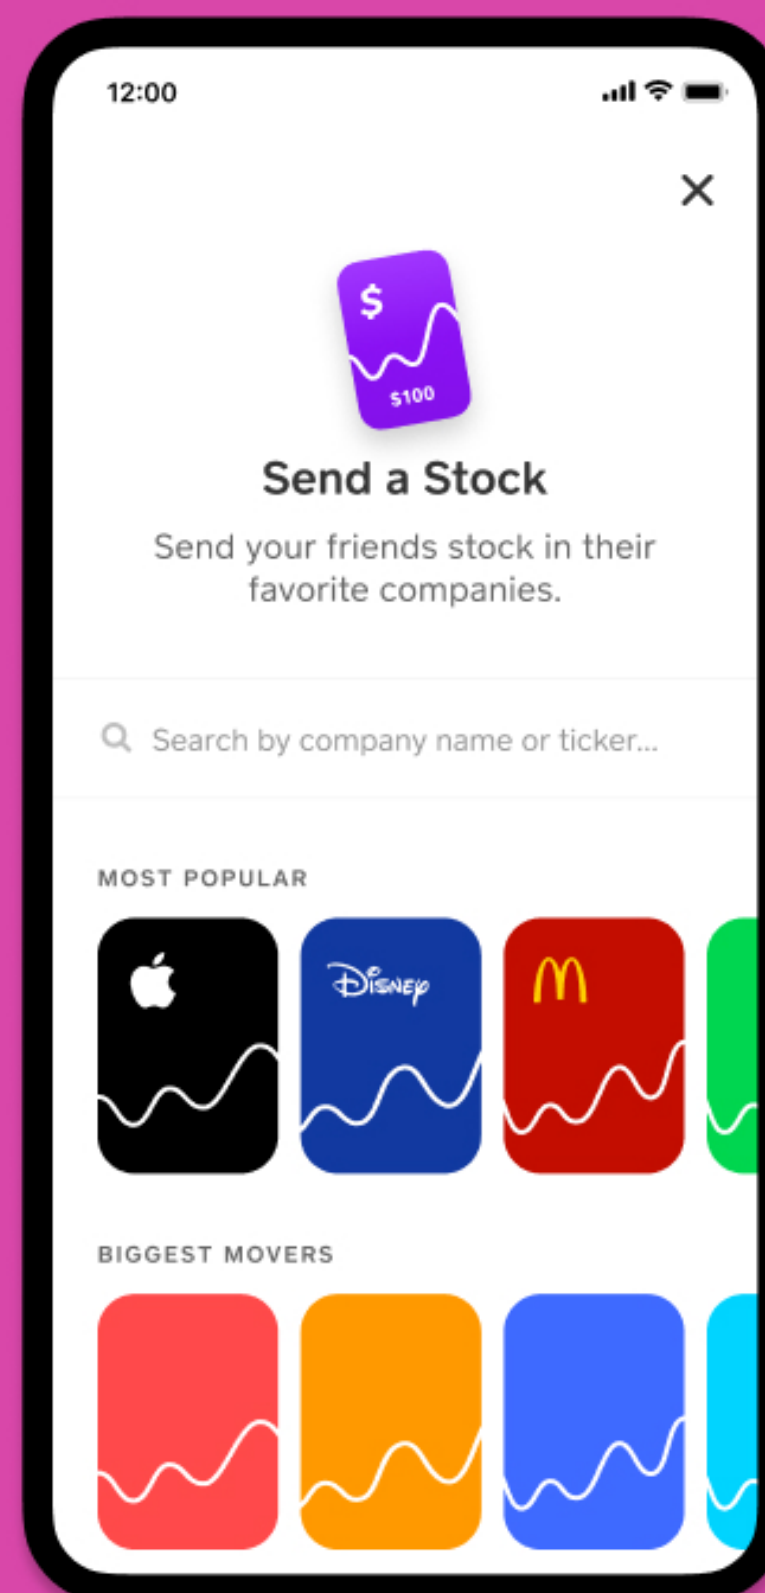 12:00
$
$100
Send a Stock
Send your friends stock in their
favorite companies.
Search by company name or ticker...
MOST POPULAR
Disney
BIGGEST MOVERS